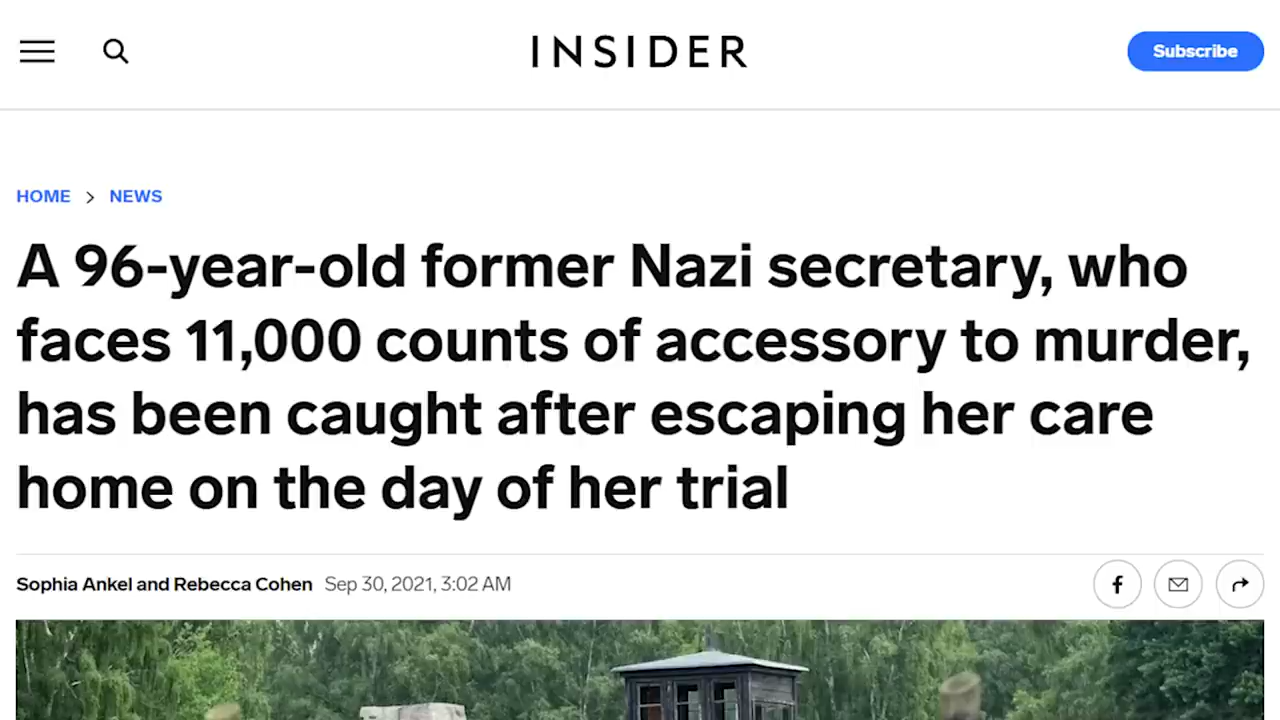 INSIDER
Subscribe
HOME > NEWS
A 96-year-old former Nazi secretary, who
faces 11,000 counts of accessory to murder,
has been caught after escaping her care
home on the day of her trial
Sophia Ankel and Rebecca Cohen Sep 30, 2021, 3:02 AM